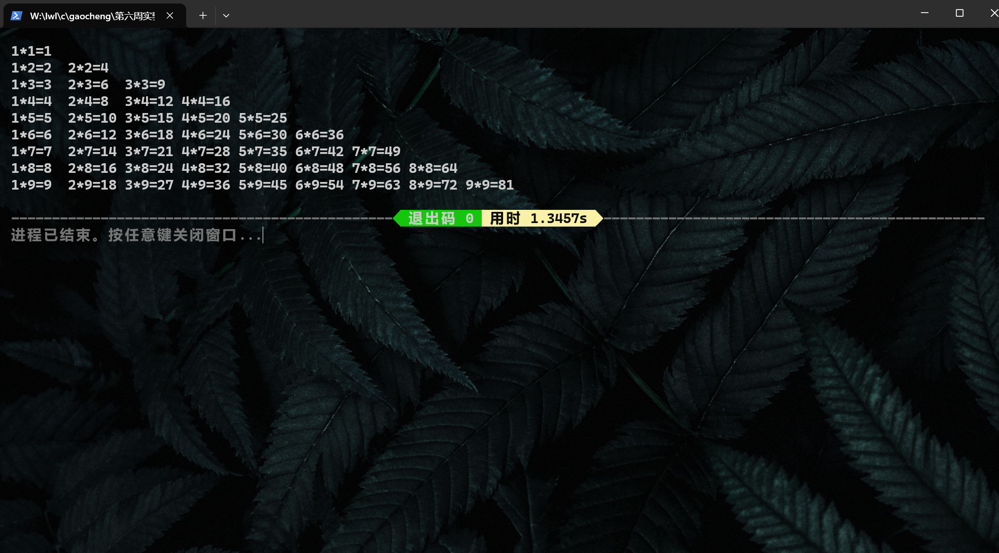 W:\lwl\c\gaocheng\第六周实
1*1=1
1*2=2  2*2=4
1*3=3  2*3=6  3*3=9
1*4=4  2*4=8  3*4=12 4*4=16
1*5=5  2*5=10 3*5=15 4*5=20 5*5=25
1*6=6  2*6=12 3*6=18 4*6=24 5*6=30 6*6=36
1*7=7  2*7=14 3*7=21 4*7=28 5*7=35 6*7=42 7*7=49
1*8=8  2*8=16 3*8=24 4*8=32 5*8=40 6*8=48 7*8=56 8*8=64
1*9=9  2*9=18 3*9=27 4*9=36 5*9=45 6*9=54 7*9=63 8*9=72 9*9=81
退出码 0 用时 1.3457s
进程已结束。按任意键关闭窗口...